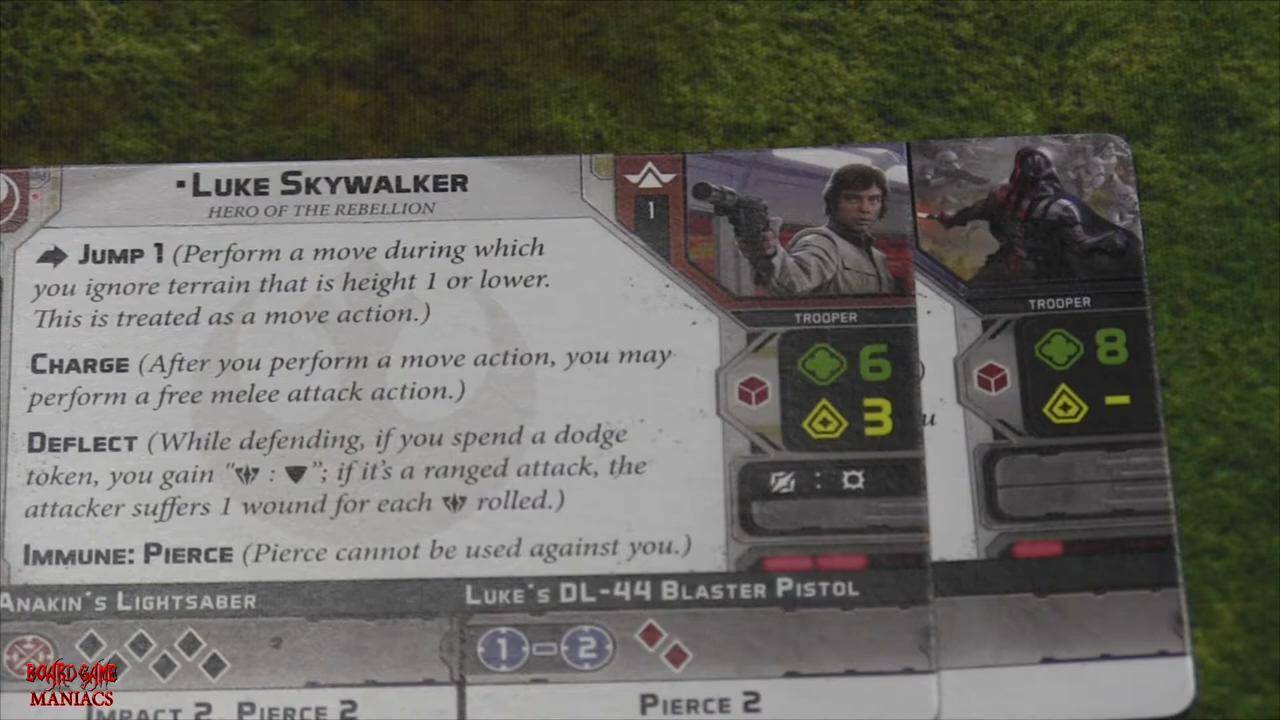 ·LUKE SKYWALKER
HERO OF THE REBELLION
1
JUMP 1 (Perform a move during which
you ignore terrain that is height 1 or lower.
This is treated as a move action.)
CHARGE (After you perform a move action, you may
perform a free melee attack action.)
DEFLECT (While defending, if you spend a dodge
token, you gain " : "; if it's a ranged attack, the
attacker suffers 1 wound for each rolled.)
IMMUNE: PIERCE (Pierce cannot be used against you.)
TROOPER
6
3
:
TROOPER
8
-
ANAKIN'S LIGHTSABER
IMPACT 2, PIERCE 2
LUKE'S DL-44 BLASTER PISTOL
1 - 2
PIERCE 2
BOARD GAME
MANIACS